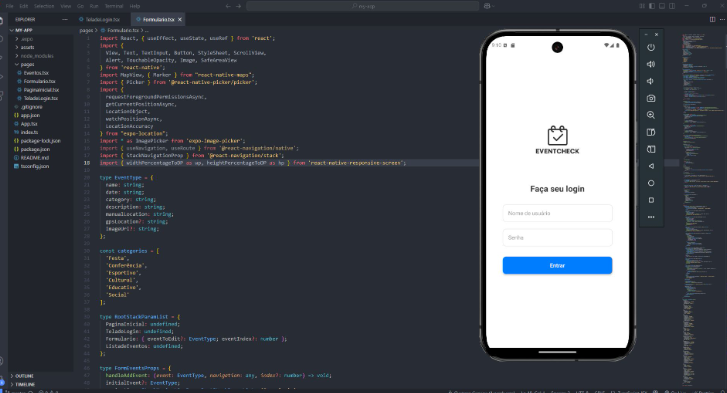 File Edit Selection View Go Run Terminal Help
my-app
EXPLORER
TeladeLogin.tsx
Formulario.tsx
MY-APP
.expo
assets
node_modules
pages
Eventos.tsx
Formulario.tsx
PaginaInicial.tsx
TeladeLogin.tsx
.gitignore
app.json
App.tsx
index.ts
package-lock.json
package.json
README.md
tsconfig.json
OUTLINE
TIMELINE
pages > Formulario.tsx > ...
import React, { useEffect, useState, useRef } from "react";
import {
View, Text, TextInput, Button, StyleSheet, ScrollView,
Alert, TouchableOpacity, Image, SafeAreaView
} from "react-native";
import MapView, { Marker } from "react-native-maps";
import { Picker } from '@react-native-picker/picker';
import {
requestForegroundPermissionsAsync,
getCurrentPositionAsync,
LocationObject,
watchPositionAsync,
LocationAccuracy
} from "expo-location";
import * as ImagePicker from 'expo-image-picker';
import { useNavigation, useRoute } from '@react-navigation/native';
import { StackNavigationProp } from '@react-navigation/stack';
import { widthPercentageToDP as wp, heightPercentageToDP as hp } from 'react-native-responsive-screen';
type EventType = {
name: string;
date: string;
category: string;
description: string;
manualLocation: string;
gpsLocation?: string;
imageUri?: string;
};
const categories = [
'Festa',
'Conferência',
'Esportivo',
'Cultural',
'Educativo',
'Social'
];
type RootStackParamList = {
PaginaInicial: undefined;
TeladeLogin: undefined;
Formulario: { eventToEdit?: EventType; eventIndex?: number };
ListadeEventos: undefined;
};
type FormEventoProps = {
handleAddEvent: (event: EventType, navigation: any, index?: number) => void;
initialEvent?: EventType;
EVENTCHECK
Faça seu login
Nome do usuário
Senha
Entrar